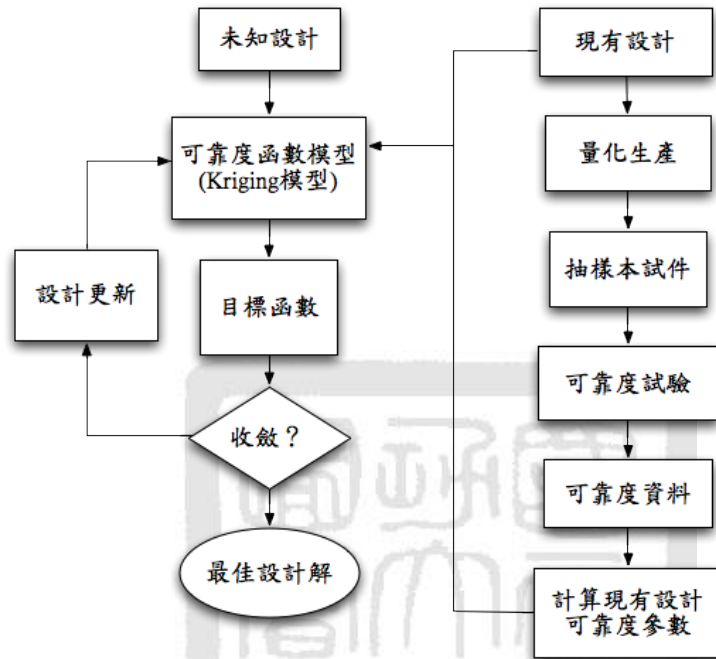 未知設計
現有設計
可靠度函數模型
(Kriging模型)
量化生產
設計更新
目標函數
抽樣本試件
可靠度試驗
收斂？
可靠度資料
最佳設計解
計算現有設計
可靠度參數